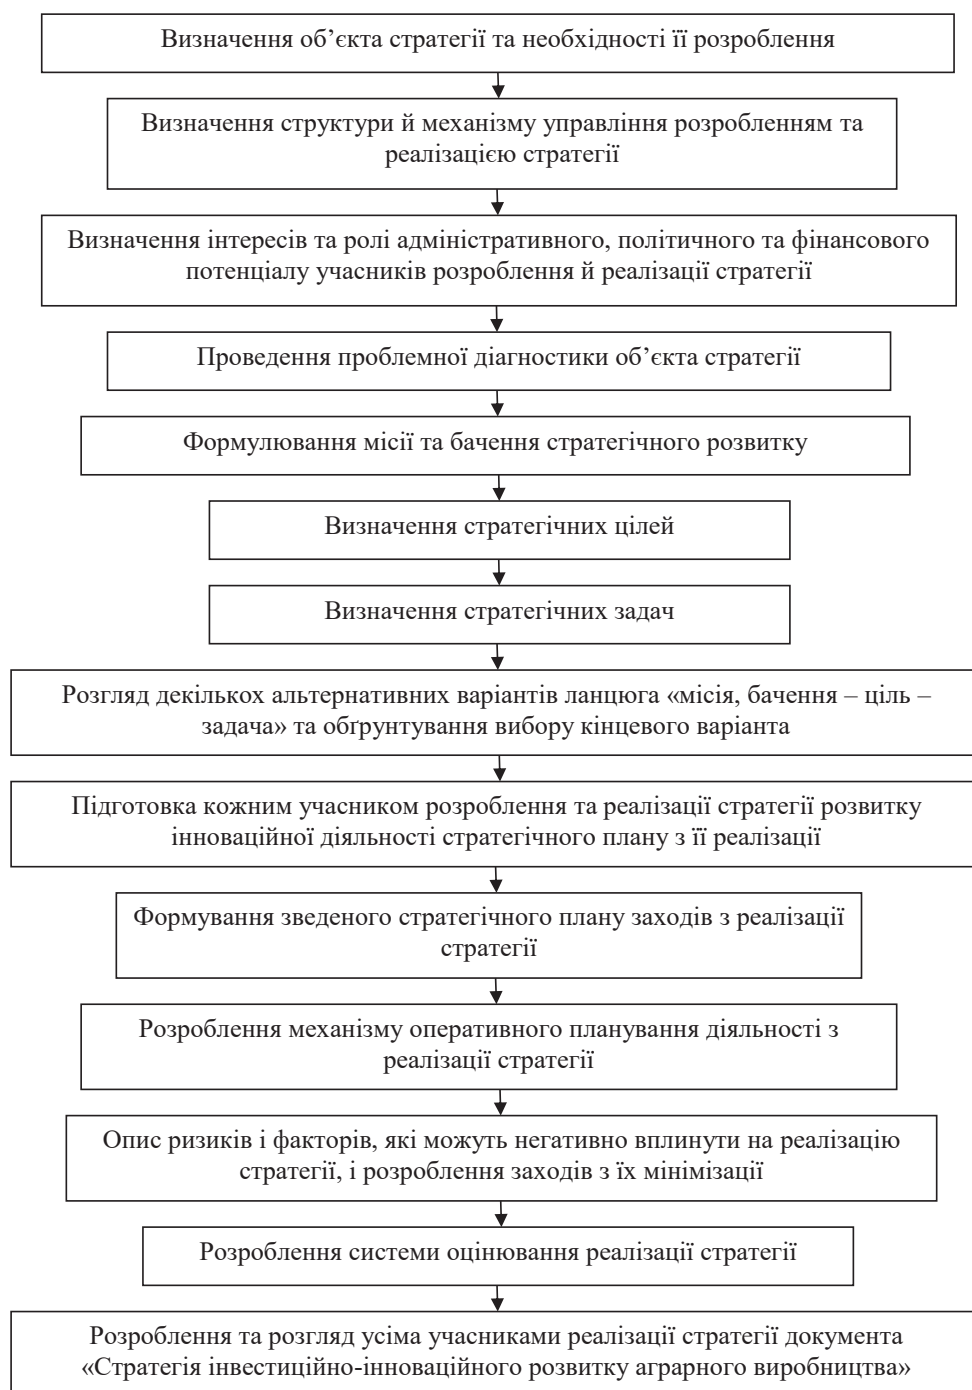 Визначення об’єкта стратегії та необхідності її розроблення
Визначення структури й механізму управління розробленням та
реалізацією стратегії
Визначення інтересів та ролі адміністративного, політичного та фінансового
потенціалу учасників розроблення й реалізації стратегії
Проведення проблемної діагностики об’єкта стратегії
Формулювання місії та бачення стратегічного розвитку
Визначення стратегічних цілей
Визначення стратегічних задач
Розгляд декількох альтернативних варіантів ланцюга «місія, бачення – ціль –
задача» та обґрунтування вибору кінцевого варіанта
Підготовка кожним учасником розроблення та реалізації стратегії розвитку
інноваційної діяльності стратегічного плану з її реалізації
Формування зведеного стратегічного плану заходів з реалізації
стратегії
Розроблення механізму оперативного планування діяльності з
реалізації стратегії
Опис ризиків і факторів, які можуть негативно вплинути на реалізацію
стратегії, і розроблення заходів з їх мінімізації
Розроблення системи оцінювання реалізації стратегії
Розроблення та розгляд усіма учасниками реалізації стратегії документа
«Стратегія інвестиційно-інноваційного розвитку аграрного виробництва»